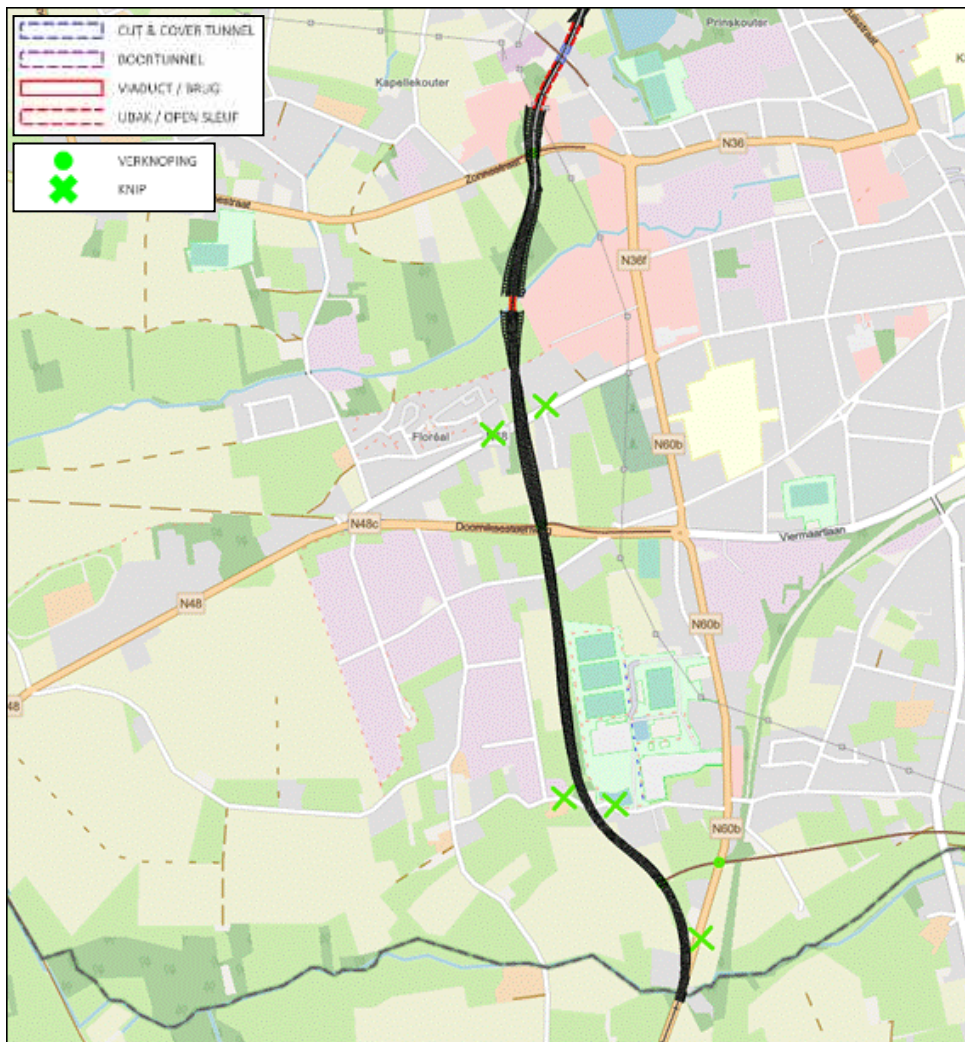 CUT & COVER TUNNEL
BOORTUNNEL
VIADUCT / BRUG
UBAK / OPEN SLEUF
VERKNOPING
KNIP
Prinskouter
Kapellekouter
N36
Zonnestraat
N36f
Floréal
N60b
N48c
Viermaartlaan
N48
N60b
48
N60b